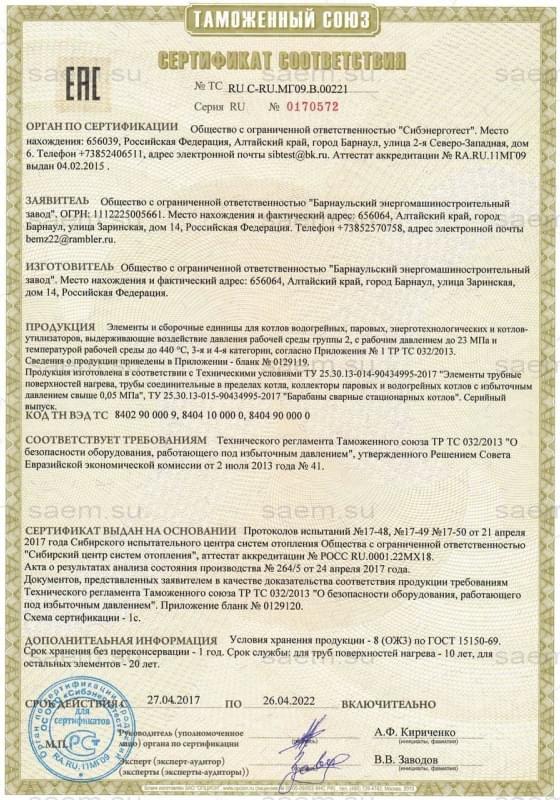 ТАМОЖЕННЫЙ СОЮЗ
СЕРТИФИКАТ СООТВЕТСТВИЯ
ЕАС
№ ТС RU C-RU.МГ09.В.00221
Серия RU № 0170572
ОРГАН ПО СЕРТИФИКАЦИИ Общество с ограниченной ответственностью "Сибэнерготест". Место
нахождения: 656039, Российская Федерация, Алтайский край, город Барнаул, улица 2-я Северо-Западная, дом
6. Телефон +73852406511, адрес электронной почты sibtest@bk.ru. Аттестат аккредитации № RA.RU.11МГ09
выдан 04.02.2015 .
ЗАЯВИТЕЛЬ Общество с ограниченной ответственностью "Барнаульский энергомашиностроительный
завод". ОГРН: 1112225005661. Место нахождения и фактический адрес: 656064, Алтайский край, город
Барнаул, улица Заринская, дом 14, Россия. Телефон +73852570758, адрес электронной почты
bemz22@rambler.ru.
ИЗГОТОВИТЕЛЬ Общество с ограниченной ответственностью "Барнаульский энергомашиностроительный
завод". Место нахождения и фактический адрес: 656064, Алтайский край, город Барнаул, улица Заринская,
дом 14, Российская Федерация.
ПРОДУКЦИЯ Элементы и сборочные единицы для котлов водогрейных, паровых, энерготехнологических и котлов-
утилизаторов, выдерживающие воздействие давления рабочей среды группы 2, с рабочим давлением до 23 МПа и
температурой рабочей среды до 440 °С, 3-я и 4-я категории, согласно Приложения № 1 ТР ТС 032/2013.
Сведения о продукции приведены в Приложении - бланк № 0129119.
Продукция изготовлена в соответствии с Техническими условиями ТУ 25.30.13-014-90434995-2017 "Элементы трубные
поверхностей нагрева, трубы соединительные в пределах котла, коллекторы паровых и водогрейных котлов с избыточным
давлением свыше 0,05 МПа", ТУ 25.30.13-015-90434995-2017 "Барабаны сварные стационарных котлов". Серийный
выпуск.
КОД ТН ВЭД ТС 8402 90 000 9, 8404 10 000 0, 8404 90 000 0
СООТВЕТСТВУЕТ ТРЕБОВАНИЯМ Технического регламента Таможенного союза ТР ТС 032/2013 "О
безопасности оборудования, работающего под избыточным давлением", утвержденного Решением Совета
Евразийской экономической комиссии от 2 июля 2013 года № 41.
СЕРТИФИКАТ ВЫДАН НА ОСНОВАНИИ Протоколов испытаний №17-48, №17-49 №17-50 от 21 апреля
2017 года Сибирского испытательного центра систем отопления Общества с ограниченной ответственностью
"Сибирский центр систем отопления", аттестат аккредитации № РОСС RU.0001.22МХ18.
Акта о результатах анализа состояния производства № 264/5 от 24 апреля 2017 года.
Документов, представленных заявителем в качестве доказательства соответствия продукции требованиям
Технического регламента Таможенного союза ТР ТС 032/2013 "О безопасности оборудования, работающего
под избыточным давлением". Приложение бланк № 0129120.
Схема сертификации - 1с.
ДОПОЛНИТЕЛЬНАЯ ИНФОРМАЦИЯ Условия хранения продукции - 8 (ОЖ3) по ГОСТ 15150-69.
Срок хранения без переконсервации - 1 год. Срок службы: для труб поверхностей нагрева - 10 лет, для
остальных элементов - 20 лет.
СРОК ДЕЙСТВИЯ С 27.04.2017 ПО 26.04.2022 ВКЛЮЧИТЕЛЬНО
М.П.
Руководитель (уполномоченное
лицо) органа по сертификации
(подпись)
А.Ф. Кириченко
(инициалы, фамилия)
Эксперт (эксперт-аудитор)
(эксперты (эксперты-аудиторы))
(подпись)
В.В. Заводов
(инициалы, фамилия)
для
сертификатов
RA.RU.11МГ09
saem.su